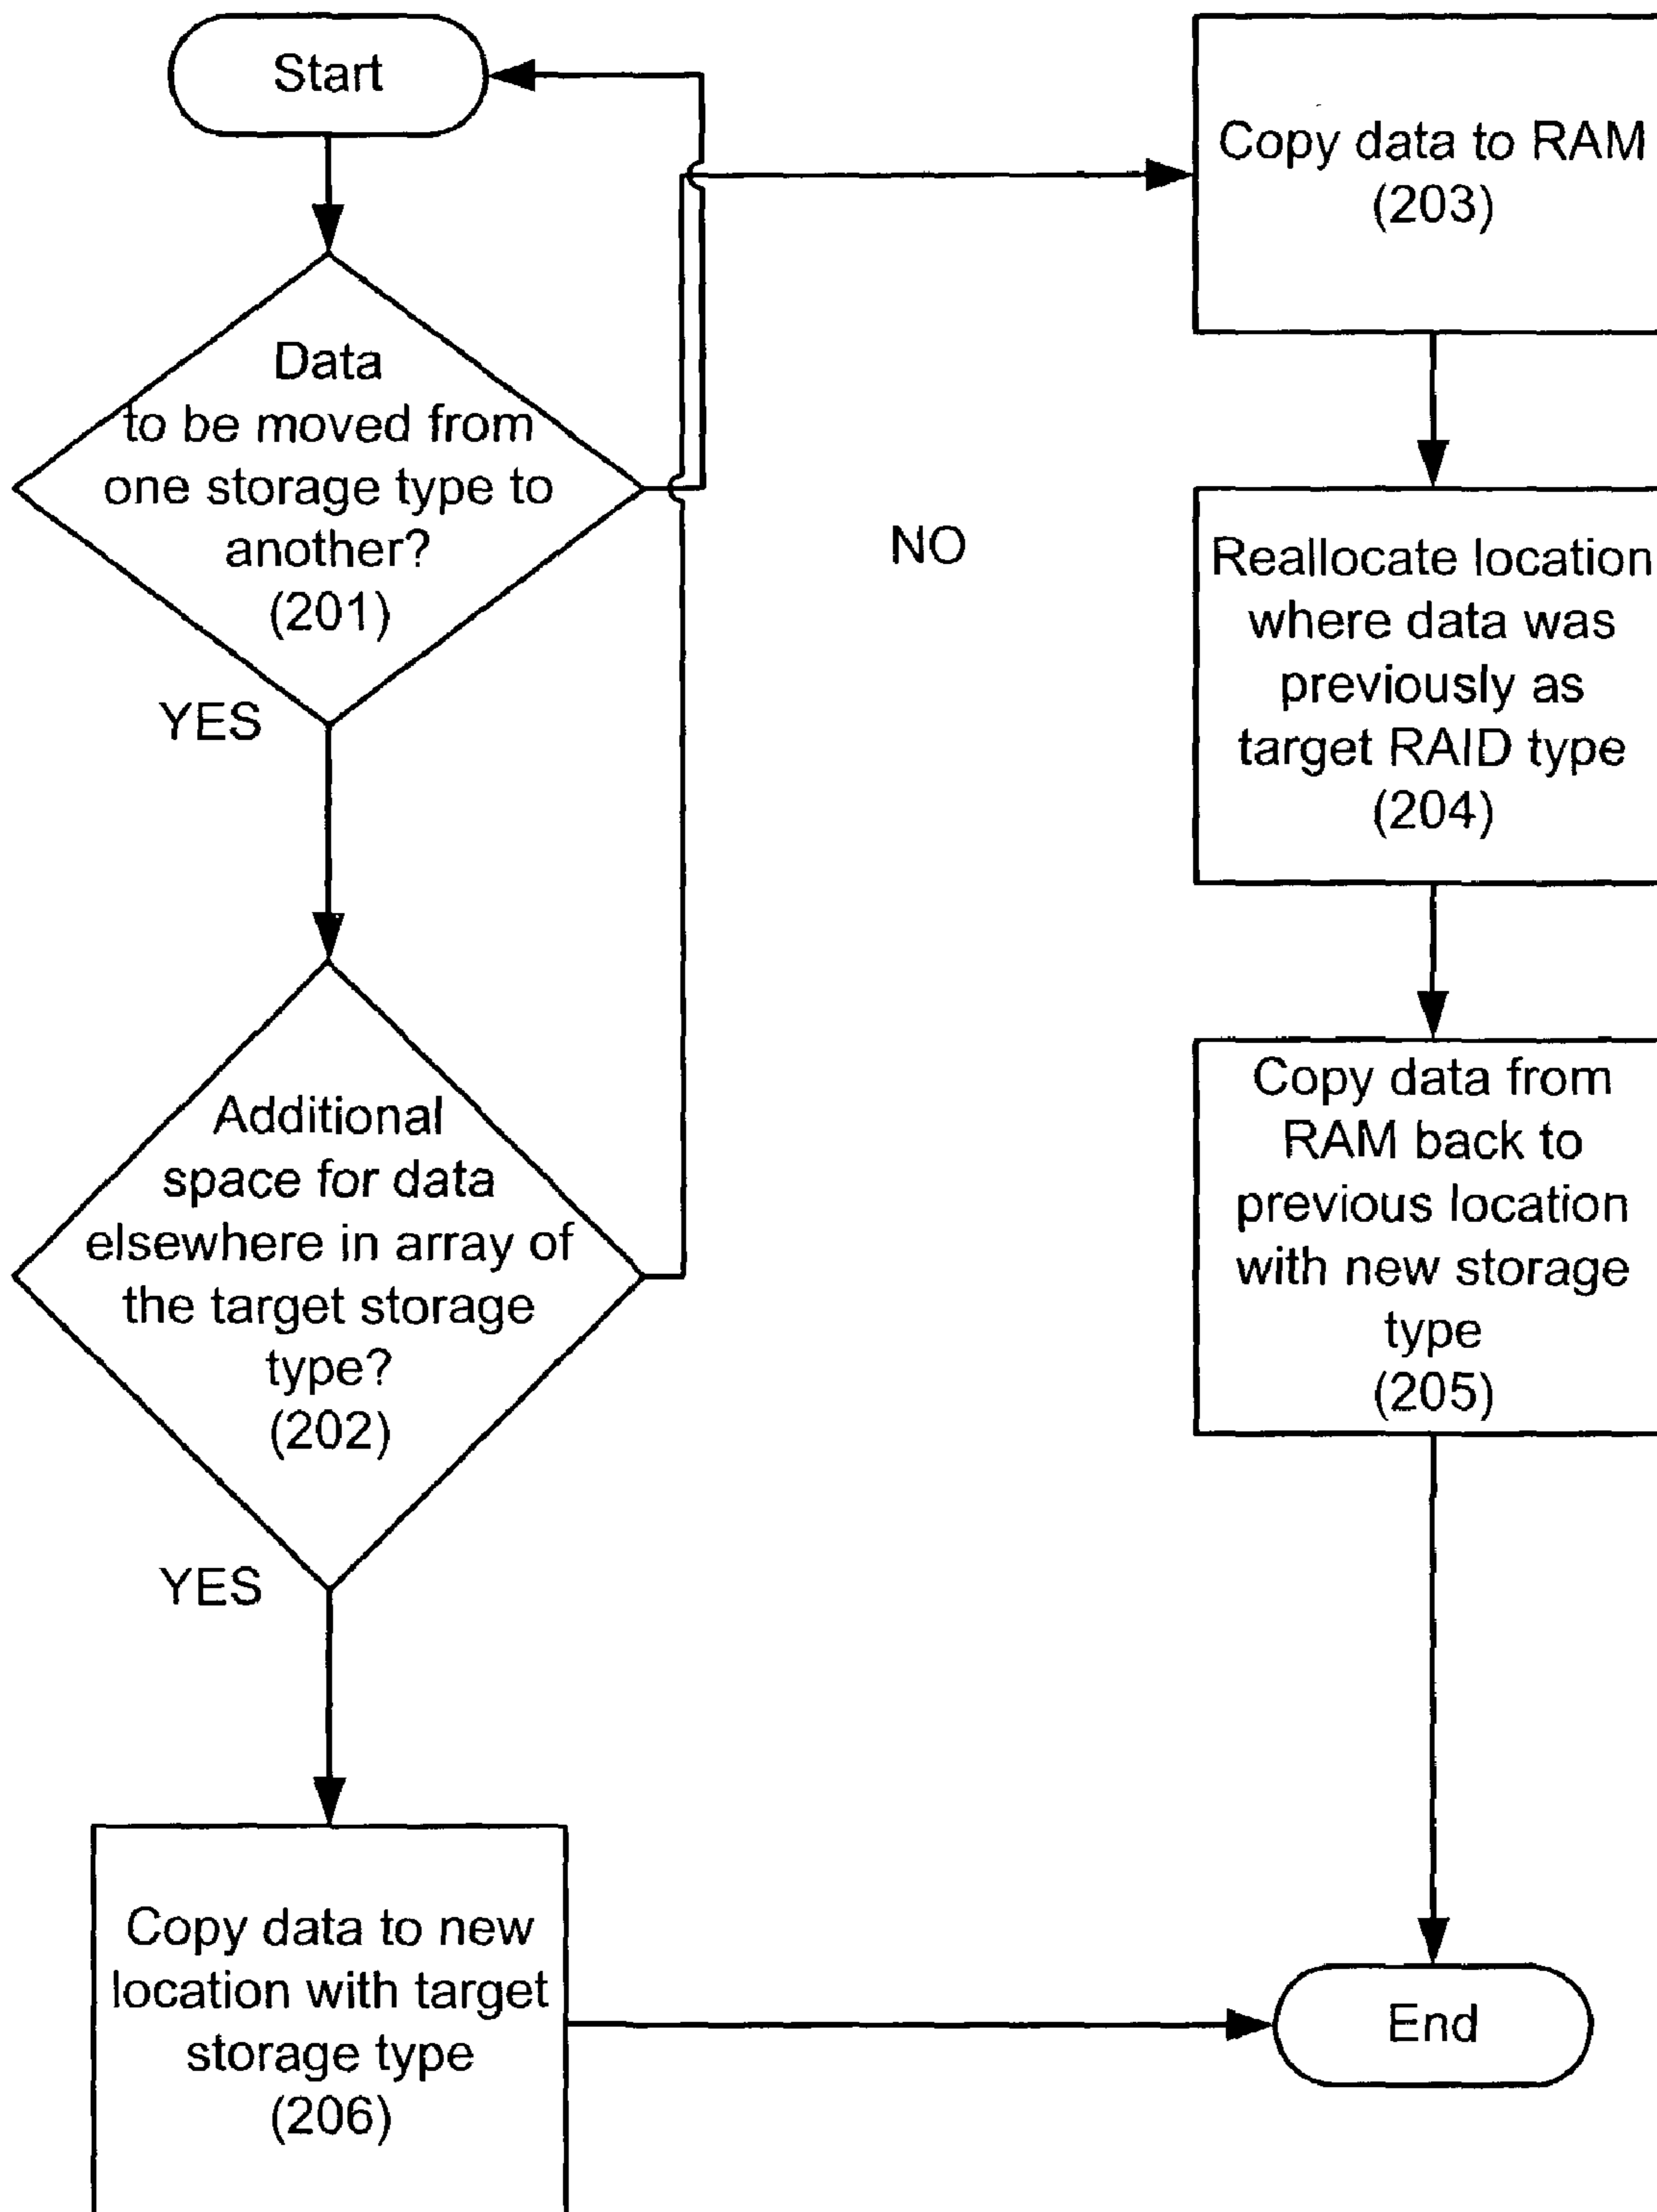 Start
Data
to be moved from
one storage type to
another?
(201)
YES
Additional
space for data
elsewhere in array of
the target storage
type?
(202)
YES
Copy data to new
location with target
storage type
(206)
NO
Copy data to RAM
(203)
Reallocate location
where data was
previously as
target RAID type
(204)
Copy data from
RAM back to
previous location
with new storage
type
(205)
End